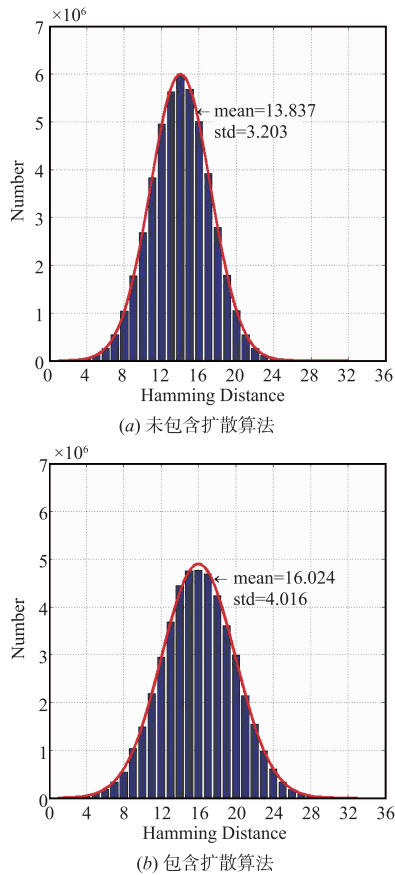 ×10⁶
7
6
5
4
3
2
1
0
Number
← mean=13.837
std=3.203
0 4 8 12 16 20 24 28 32 36
Hamming Distance
(a) 未包含扩散算法
×10⁶
7
6
5
4
3
2
1
0
Number
← mean=16.024
std=4.016
0 4 8 12 16 20 24 28 32 36
Hamming Distance
(b) 包含扩散算法